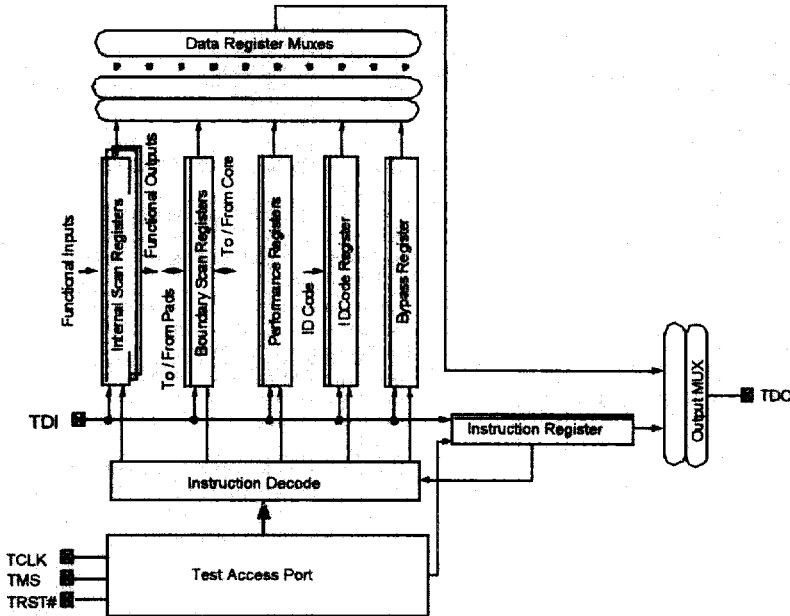 Data Register Muxes
Functional Inputs
Internal Scan Registers
Functional Outputs
To / From Pads
Boundary Scan Registers
To / From Core
Performance Registers
ID Code
IDCode Register
Bypass Register
TDI
Instruction Register
Output MUX
TDO
Instruction Decode
Test Access Port
TCLK
TMS
TRST#